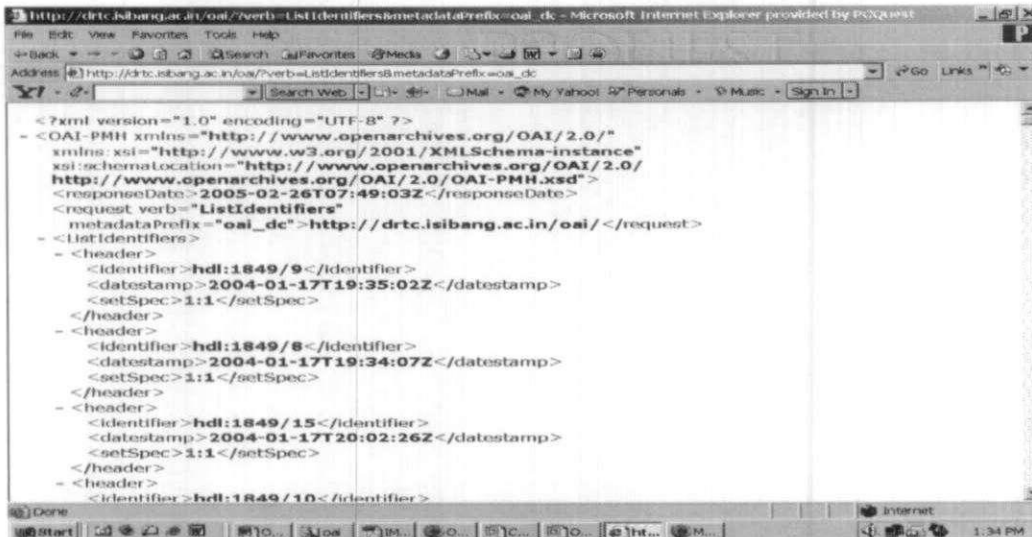 http://drtc.isibang.ac.in/oai/?verb=ListIdentifiers&metadataPrefix=oai_dc - Microsoft Internet Explorer provided by PCQuest
File Edit View Favorites Tools Help
Back Search Favorites Media
Address http://drtc.isibang.ac.in/oai/?verb=ListIdentifiers&metadataPrefix=oai_dc Go Links
Y! Search Web Mail My Yahoo! Personals Music Sign In
<?xml version="1.0" encoding="UTF-8" ?>
- <OAI-PMH xmlns="http://www.openarchives.org/OAI/2.0/"
xmlns:xsi="http://www.w3.org/2001/XMLSchema-instance"
xsi:schemaLocation="http://www.openarchives.org/OAI/2.0/
http://www.openarchives.org/OAI/2.0/OAI-PMH.xsd">
<responseDate>2005-02-26T07:49:03Z</responseDate>
<request verb="ListIdentifiers"
metadataPrefix="oai_dc">http://drtc.isibang.ac.in/oai/</request>
- <ListIdentifiers>
- <header>
<identifier>hdl:1849/9</identifier>
<datestamp>2004-01-17T19:35:02Z</datestamp>
<setSpec>1:1</setSpec>
</header>
- <header>
<identifier>hdl:1849/8</identifier>
<datestamp>2004-01-17T19:34:07Z</datestamp>
<setSpec>1:1</setSpec>
</header>
- <header>
<identifier>hdl:1849/15</identifier>
<datestamp>2004-01-17T20:02:26Z</datestamp>
<setSpec>1:1</setSpec>
</header>
- <header>
<identifier>hdl:1849/10</identifier>
Done Internet
Start oai 1:34 PM